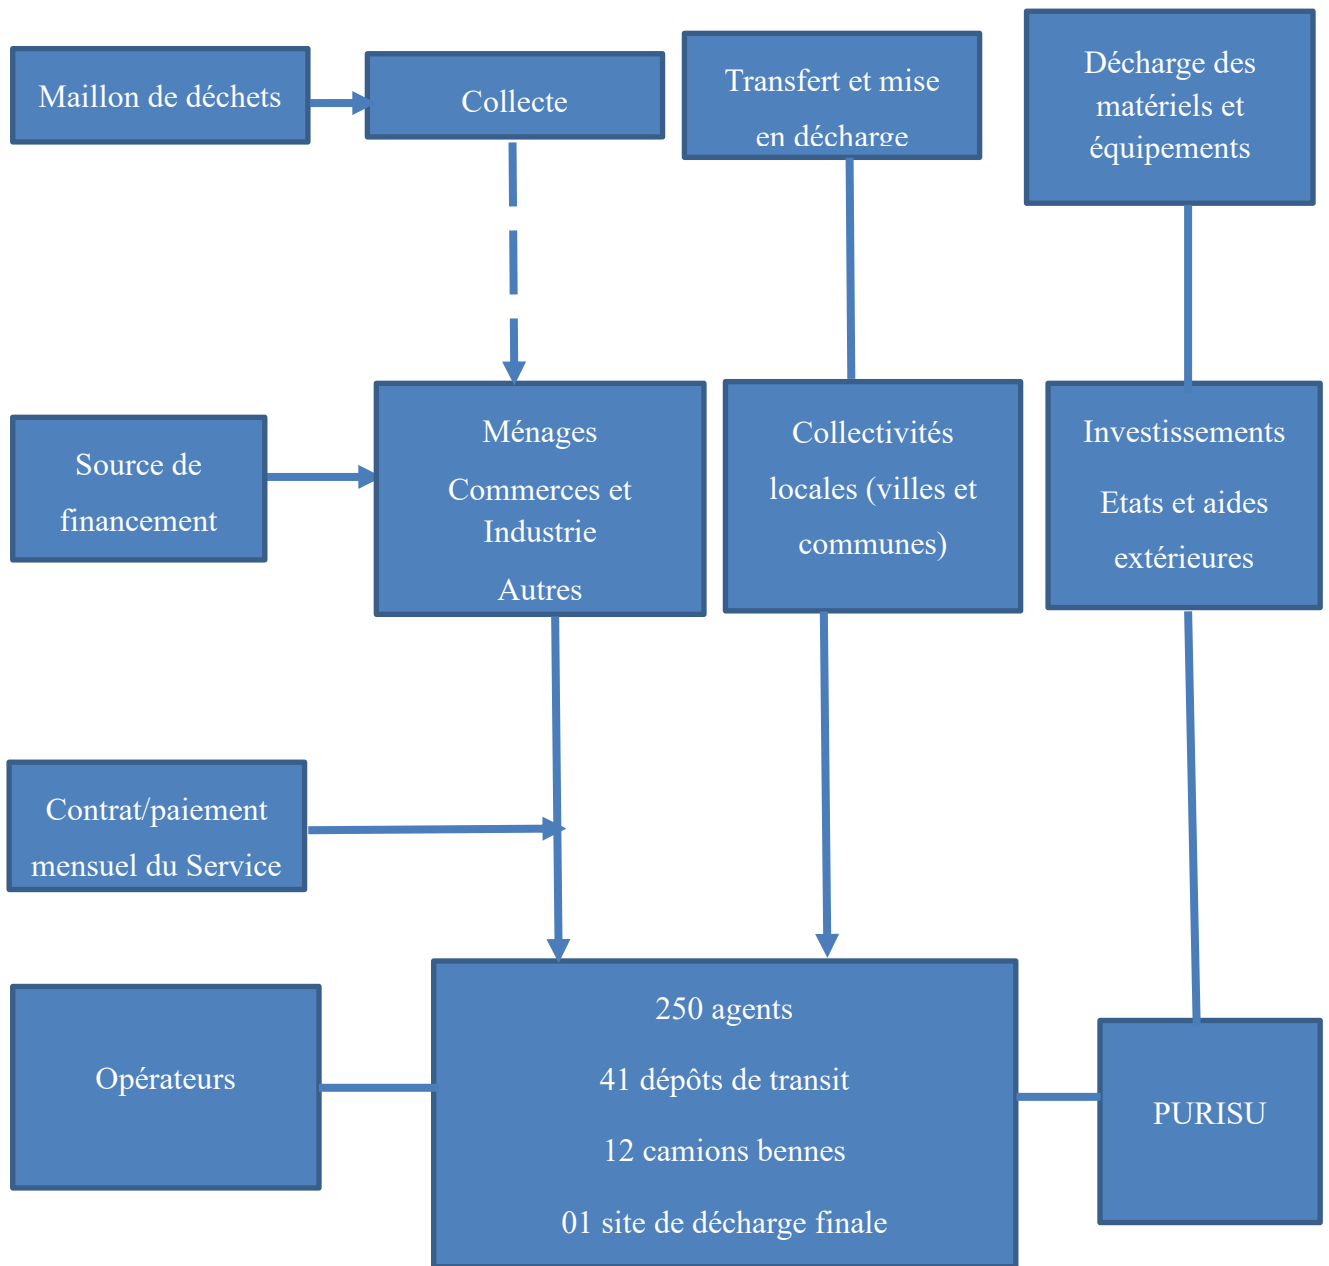 Maillon de déchets
Collecte
Transfert et mise
en décharge
Décharge des
matériels et
équipements
Source de
financement
Ménages
Commerces et
Industrie
Autres
Collectivités
locales (villes et
communes)
Investissements
Etats et aides
extérieures
Contrat/paiement
mensuel du Service
Opérateurs
250 agents
41 dépôts de transit
12 camions bennes
01 site de décharge finale
PURISU